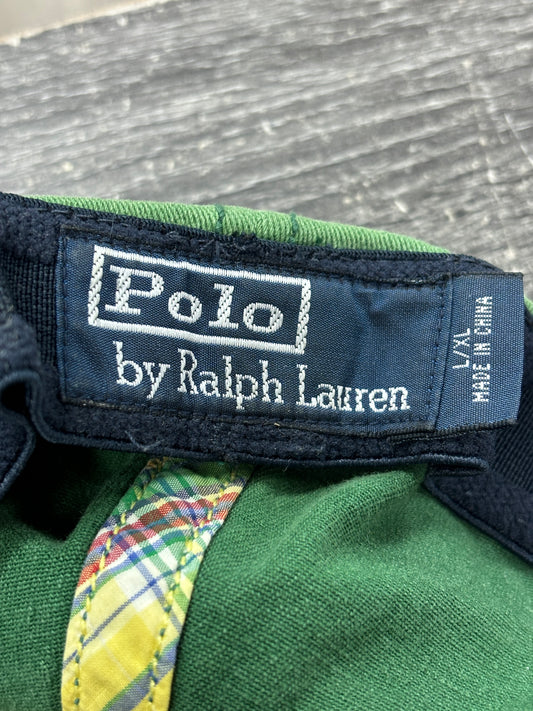 Polo
by Ralph Lauren
L/XL
MADE IN CHINA